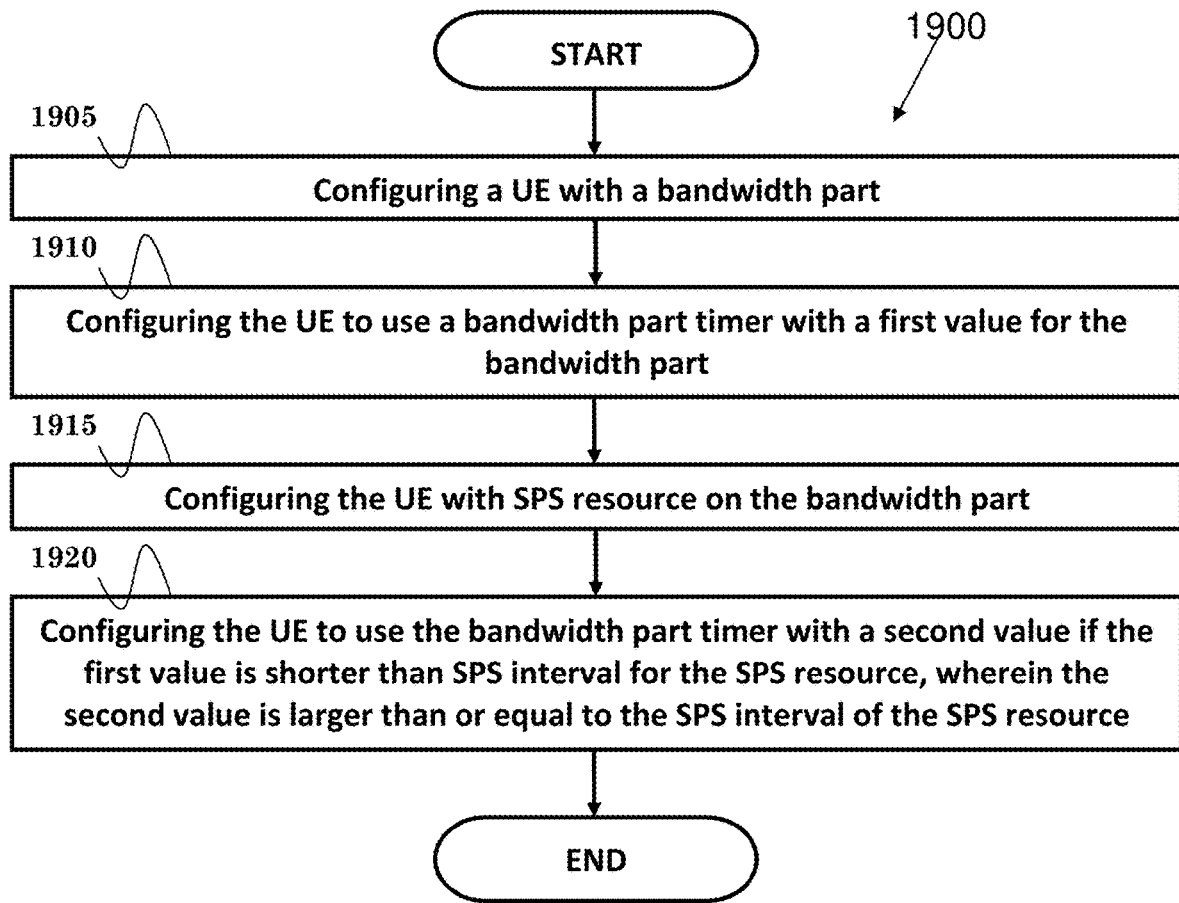 START
1900
1905
Configuring a UE with a bandwidth part
1910
Configuring the UE to use a bandwidth part timer with a first value for the
bandwidth part
1915
Configuring the UE with SPS resource on the bandwidth part
1920
Configuring the UE to use the bandwidth part timer with a second value if the
first value is shorter than SPS interval for the SPS resource, wherein the
second value is larger than or equal to the SPS interval of the SPS resource
END